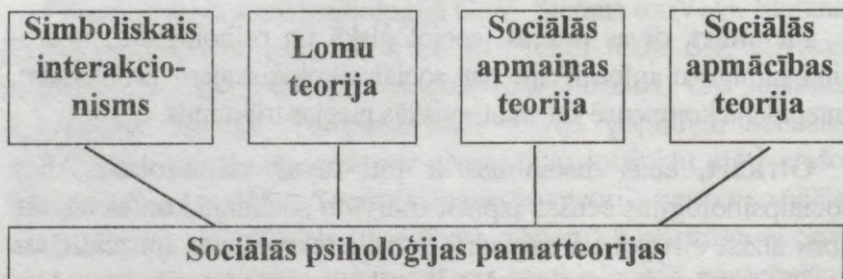 Simboliskais
interakcio-
nisms
Lomu
teorija
Sociālās
apmaiņas
teorija
Sociālās
apmācības
teorija
Sociālās psiholoģijas pamatteorijas